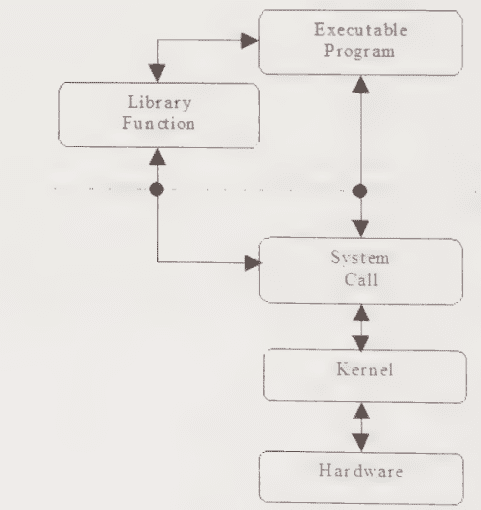 Executable
Program
Library
Function
System
Call
Kernel
Hardware